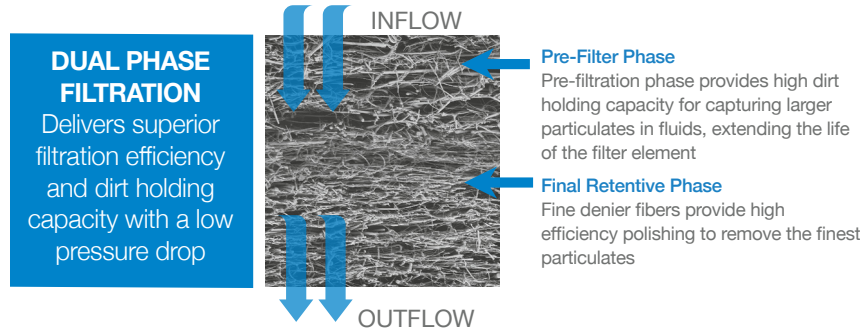 INFLOW
DUAL PHASE
FILTRATION
Delivers superior
filtration efficiency
and dirt holding
capacity with a low
pressure drop
Pre-Filter Phase
Pre-filtration phase provides high dirt
holding capacity for capturing larger
particulates in fluids, extending the life
of the filter element
Final Retentive Phase
Fine denier fibers provide high
efficiency polishing to remove the finest
particulates
OUTFLOW